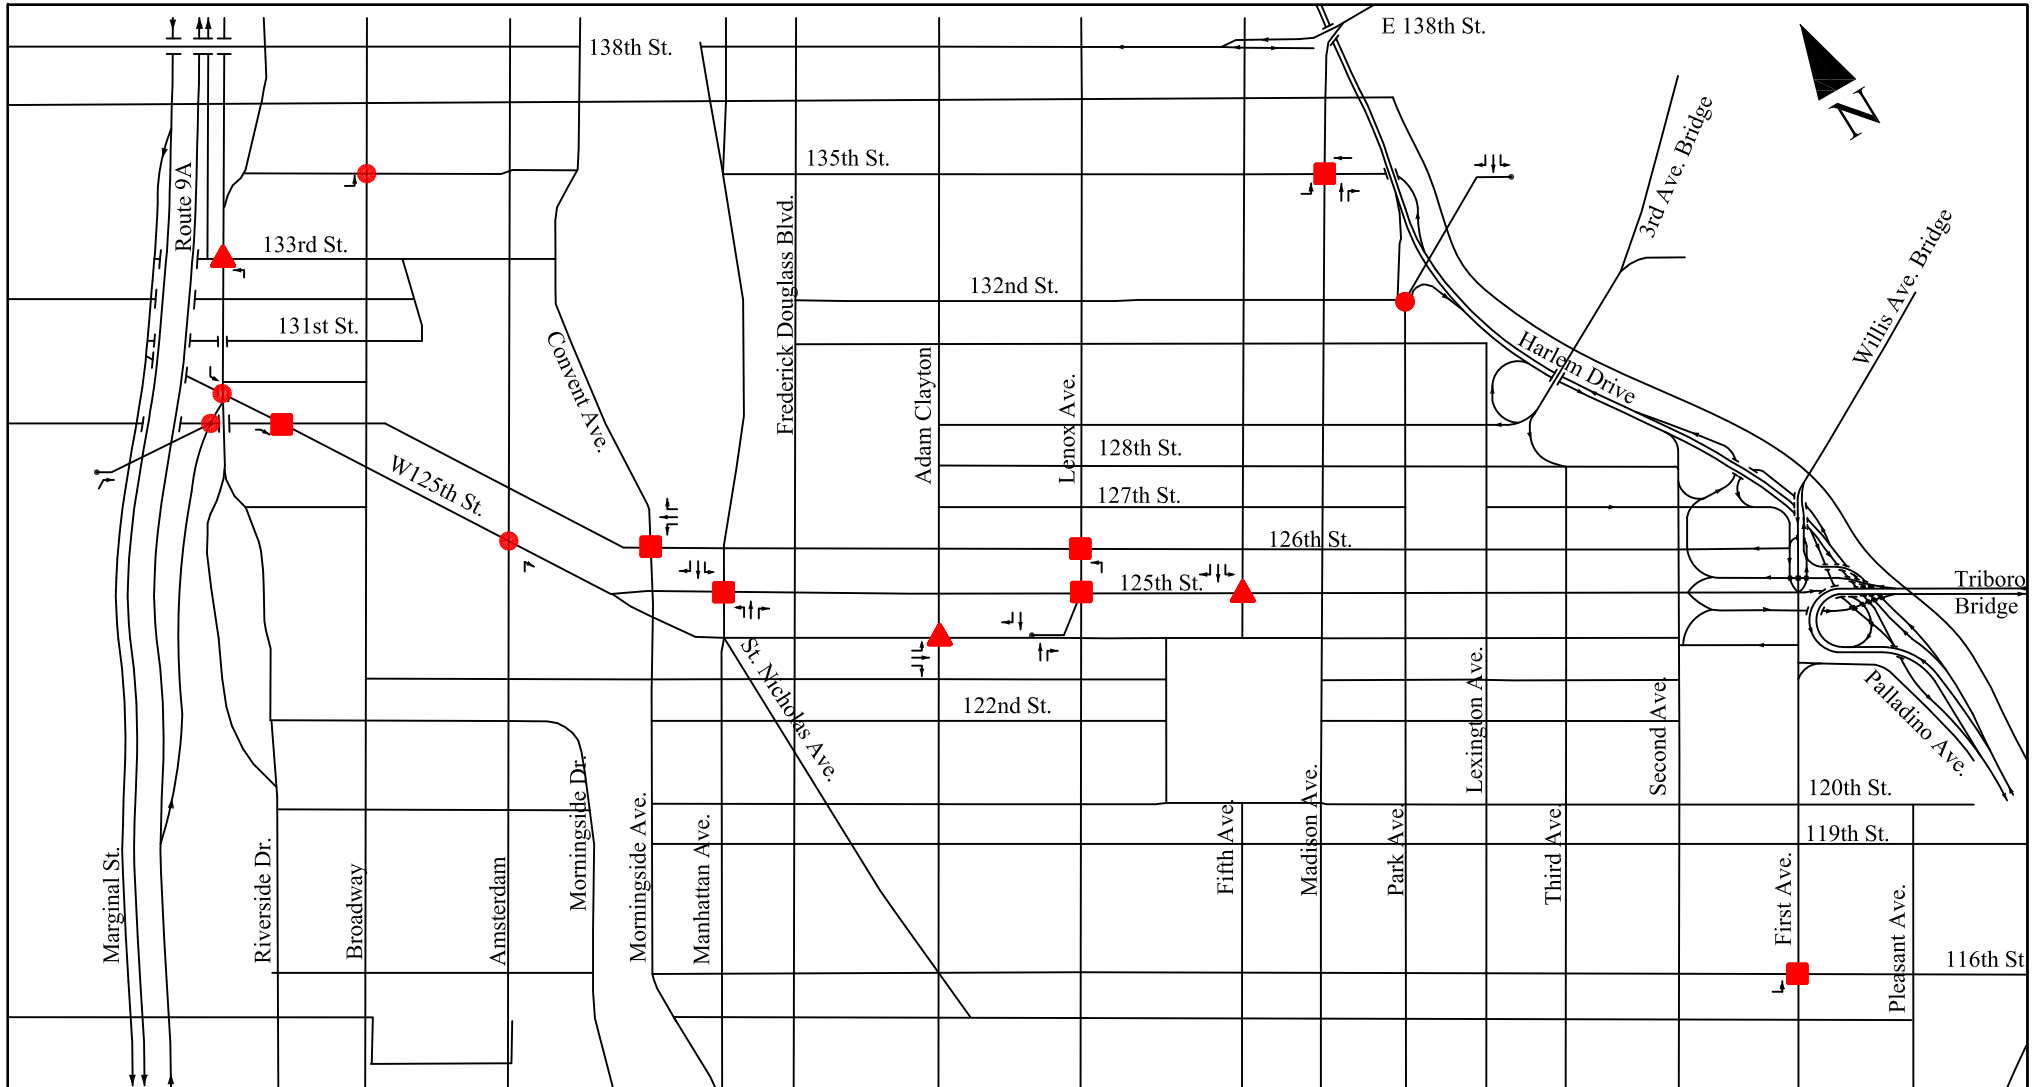 E 138th St.
138th St.
N
3rd Ave. Bridge
135th St.
Route 9A
Frederick Douglass Blvd.
Willis Ave. Bridge
133rd St.
132nd St.
131st St.
Convent Ave.
Harlem Drive
Adam Clayton
Lenox Ave.
128th St.
W125th St.
127th St.
126th St.
125th St.
Triboro
Bridge
St. Nicholas Ave.
Lexington Ave.
Second Ave.
Palladino Ave.
122nd St.
120th St.
119th St.
Marginal St.
Riverside Dr.
Broadway
Amsterdam
Morningside Dr.
Morningside Ave.
Manhattan Ave.
Fifth Ave.
Madison Ave.
Park Ave.
Third Ave.
First Ave.
Pleasant Ave.
116th St